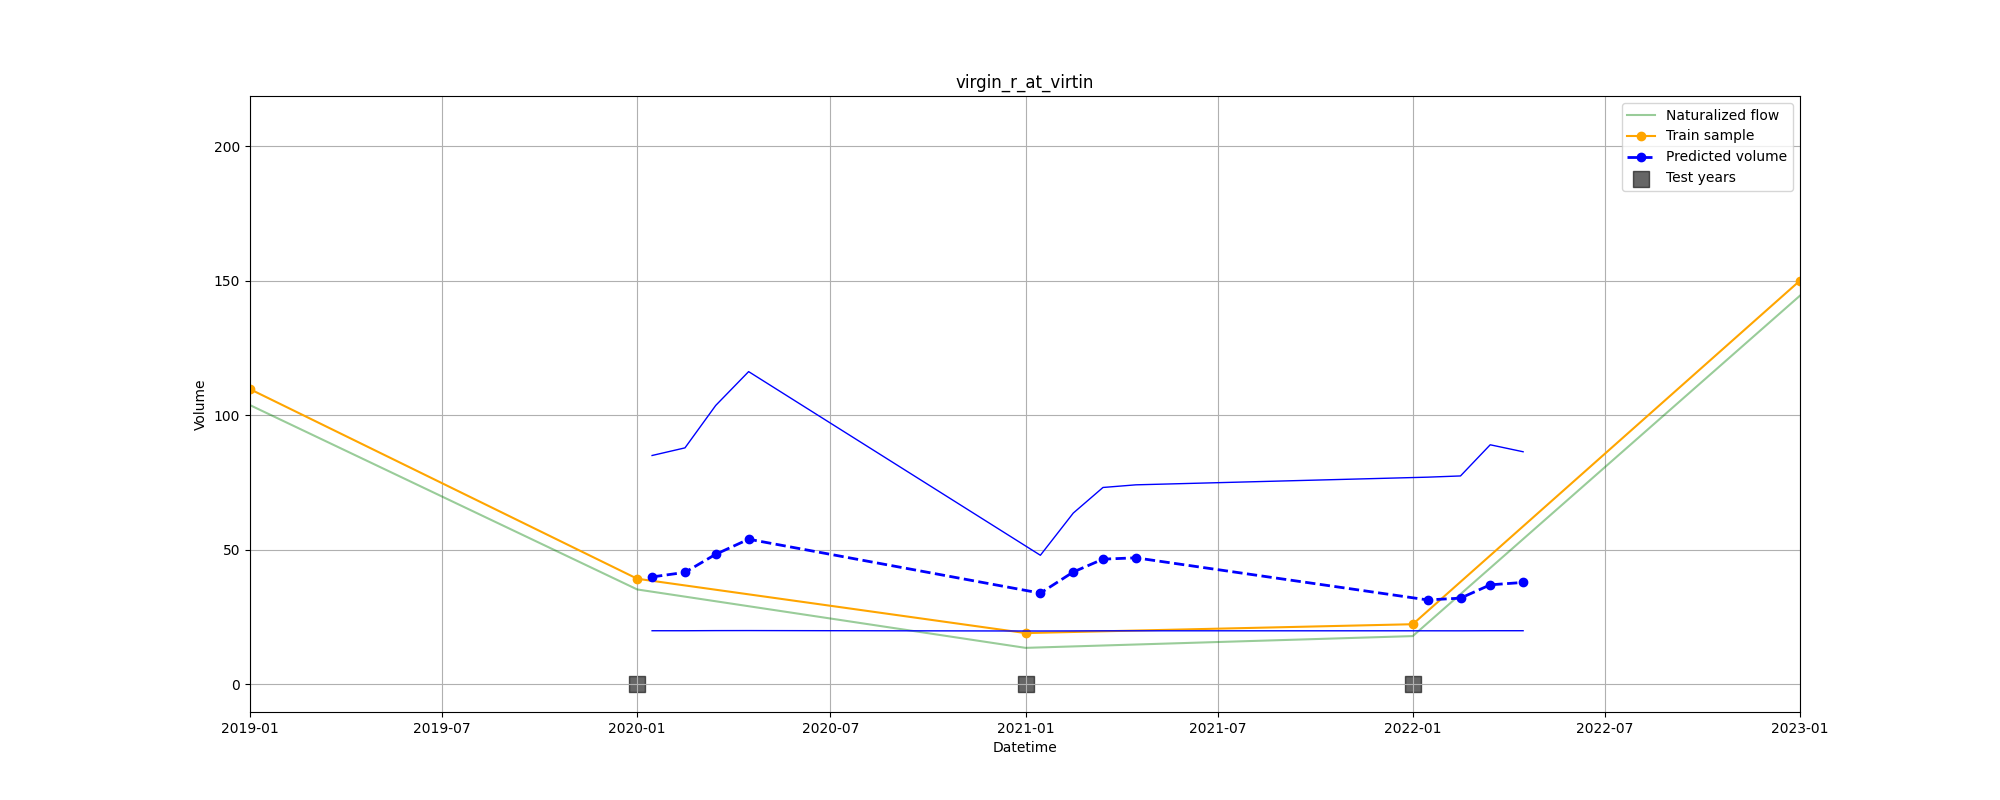 virgin_r_at_virtin
Naturalized flow
Train sample
Predicted volume
Test years
200
150
100
50
0
Volume
2019-01
2019-07
2020-01
2020-07
2021-01
2021-07
2022-01
2022-07
2023-01
Datetime